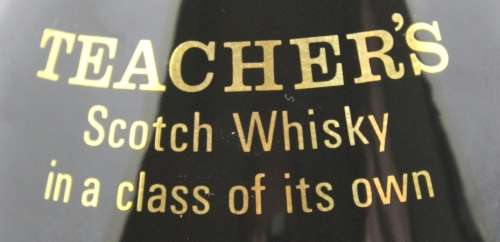 TEACHER'S
Scotch Whisky
in a class of its own